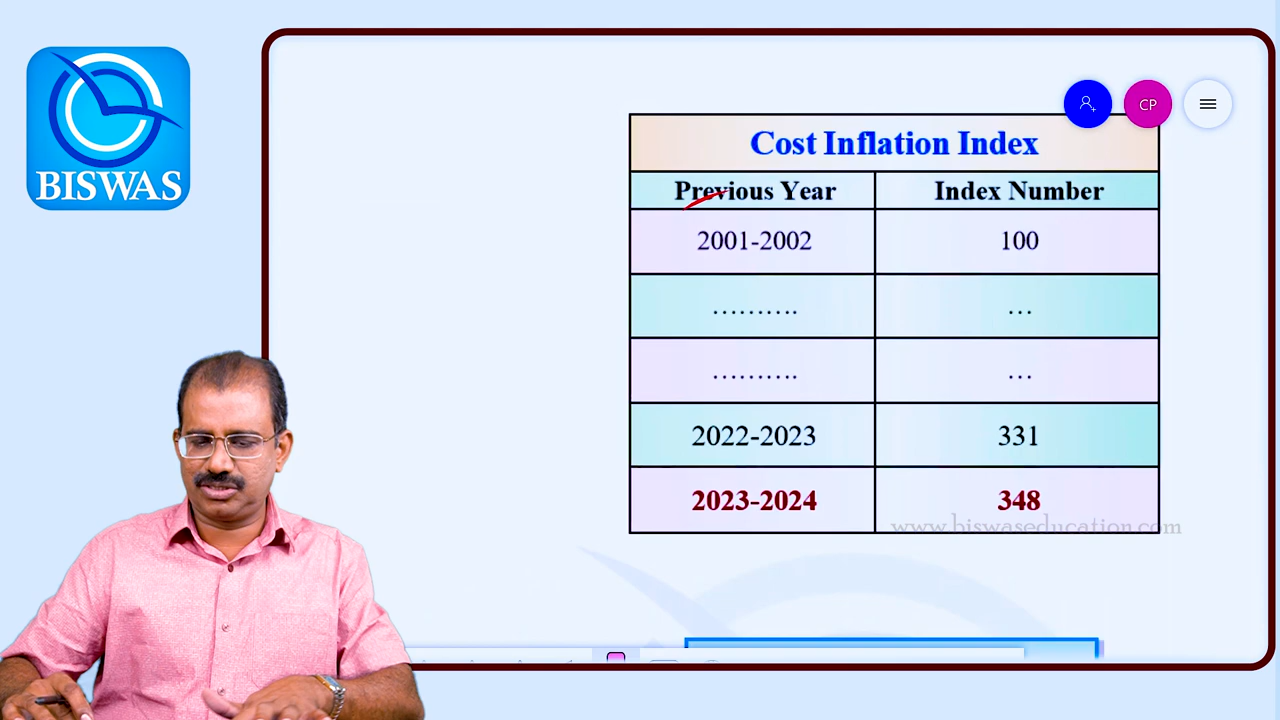 BISWAS
CP
Cost Inflation Index
Previous Year Index Number
2001-2002 100
………. …
………. …
2022-2023 331
2023-2024 348
www.biswaseducation.com